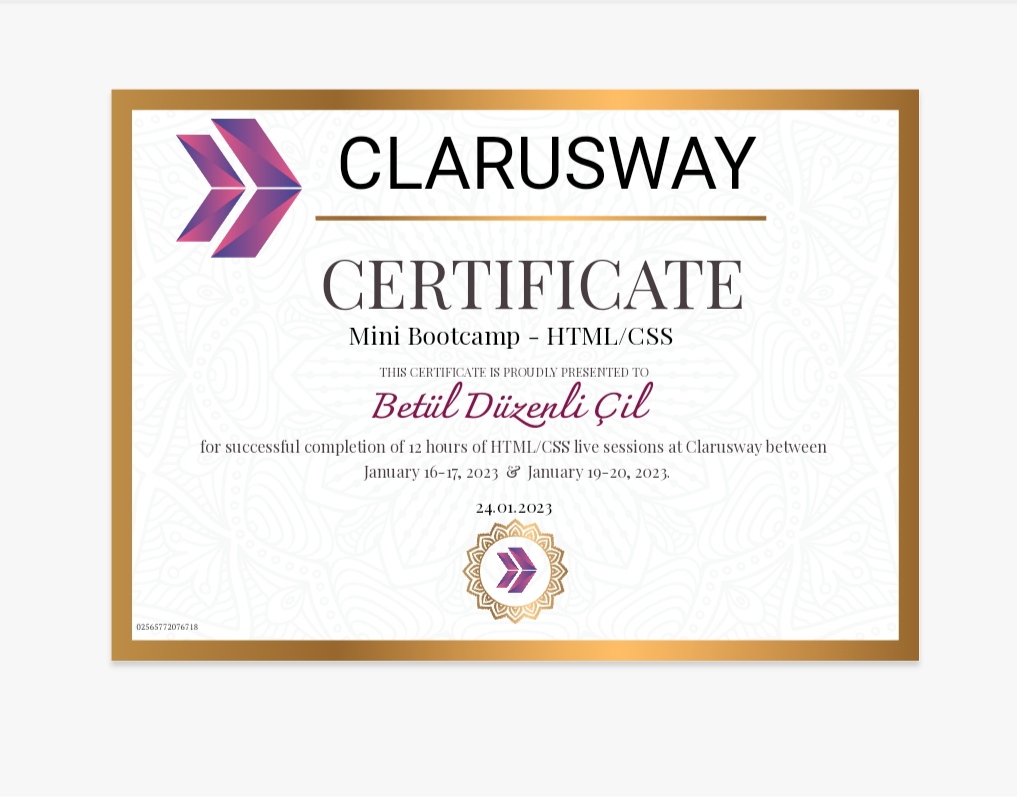 CLARUSWAY
CERTIFICATE
Mini Bootcamp - HTML/CSS
THIS CERTIFICATE IS PROUDLY PRESENTED TO
Betül Düzenli Çil
for successful completion of 12 hours of HTML/CSS live sessions at Clarusway between
January 16-17, 2023 & January 19-20, 2023.
24.01.2023
02565772076718